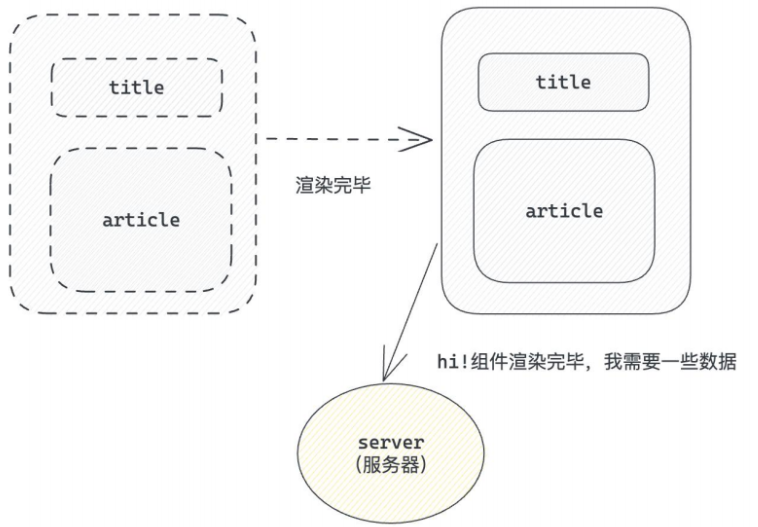 title
article
渲染完毕
title
article
hi!组件渲染完毕，我需要一些数据
server
(服务器)